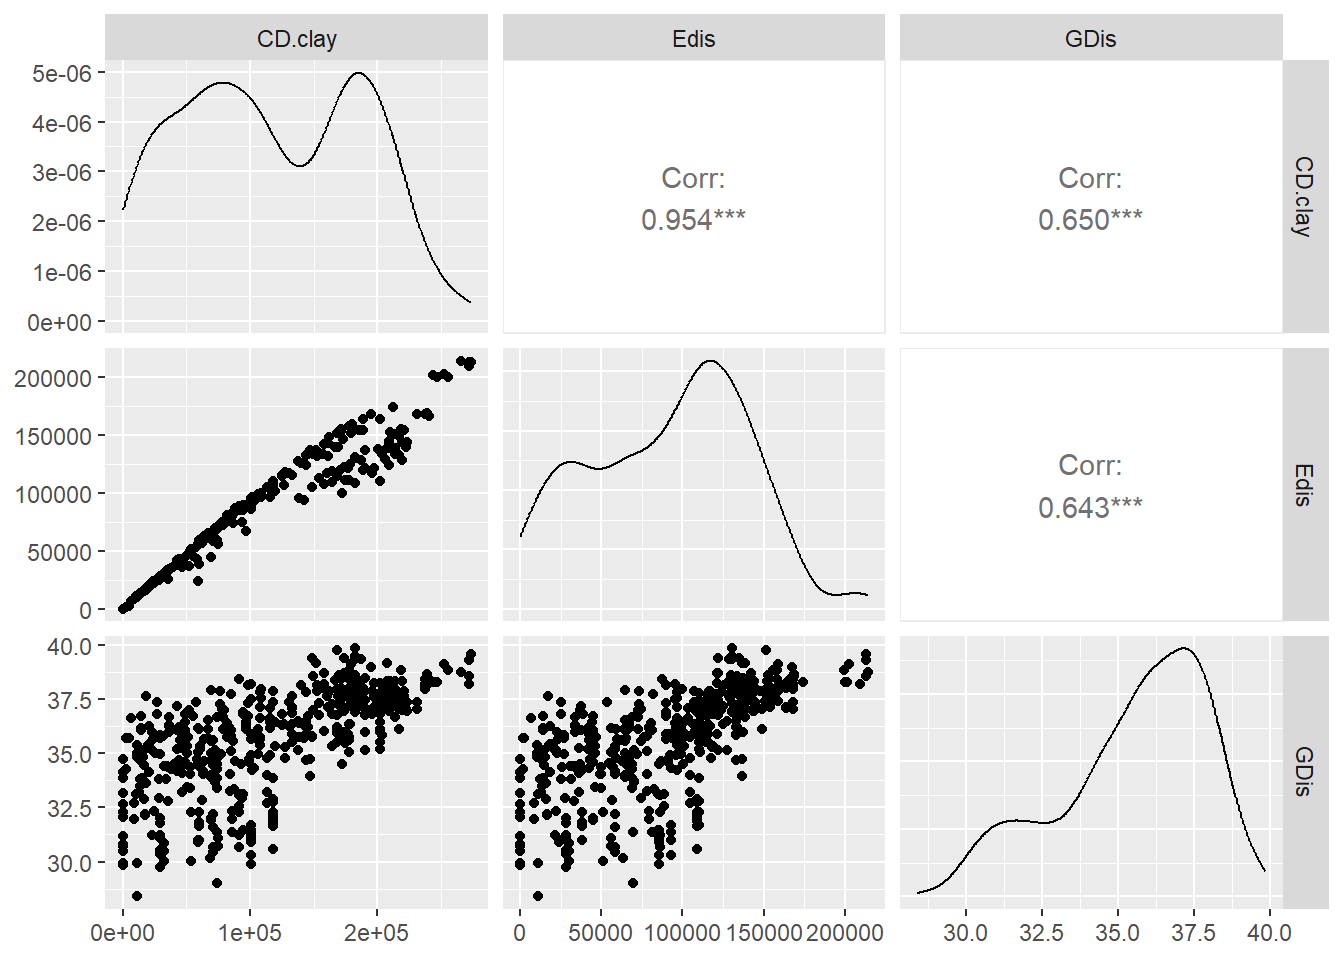 CD.clay
Edis
GDis
5e-06
4e-06
3e-06
2e-06
1e-06
0e+00
Corr:
0.954***
Corr:
0.650***
CD.clay
200000
150000
100000
50000
0
Corr:
0.643***
Edis
40.0
37.5
35.0
32.5
30.0
GDis
0e+00 1e+05 2e+05
0 50000 100000 150000 200000
30.0 32.5 35.0 37.5 40.0